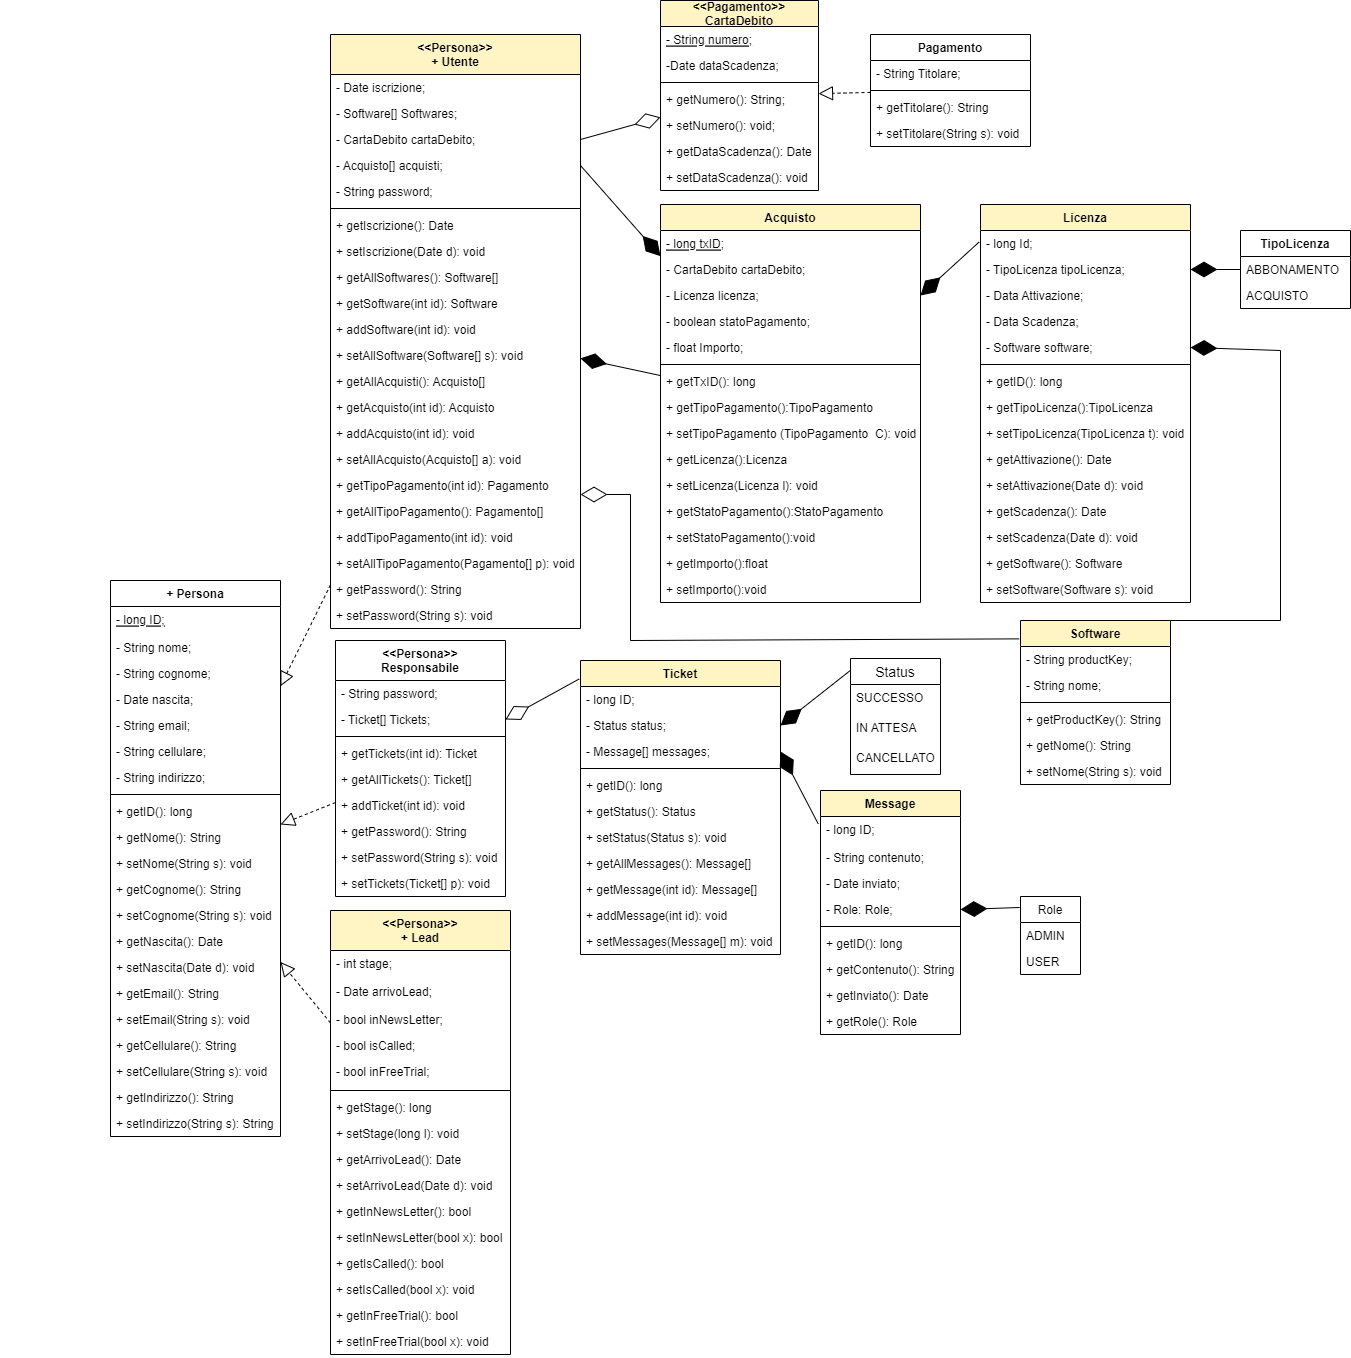 <<Persona>>
+ Utente
- Date iscrizione;
- Software[] Softwares;
- CartaDebito cartaDebito;
- Acquisto[] acquisti;
- String password;
+ getIscrizione(): Date
+ setIscrizione(Date d): void
+ getAllSoftwares(): Software[]
+ getSoftware(int id): Software
+ addSoftware(int id): void
+ setAllSoftware(Software[] s): void
+ getAllAcquisti(): Acquisto[]
+ getAcquisto(int id): Acquisto
+ addAcquisto(int id): void
+ setAllAcquisto(Acquisto[] a): void
+ getTipoPagamento(int id): Pagamento
+ getAllTipoPagamento(): Pagamento[]
+ addTipoPagamento(int id): void
+ setAllTipoPagamento(Pagamento[] p): void
+ getPassword(): String
+ setPassword(String s): void
<<Pagamento>>
CartaDebito
- String numero;
-Date dataScadenza;
+ getNumero(): String;
+ setNumero(): void;
+ getDataScadenza(): Date
+ setDataScadenza(): void
Pagamento
- String Titolare;
+ getTitolare(): String
+ setTitolare(String s): void
Acquisto
- long txID;
- CartaDebito cartaDebito;
- Licenza licenza;
- boolean statoPagamento;
- float Importo;
+ getTxID(): long
+ getTipoPagamento():TipoPagamento
+ setTipoPagamento (TipoPagamento  C): void
+ getLicenza():Licenza
+ setLicenza(Licenza l): void
+ getStatoPagamento():StatoPagamento
+ setStatoPagamento():void
+ getImporto():float
+ setImporto():void
Licenza
- long Id;
- TipoLicenza tipoLicenza;
- Data Attivazione;
- Data Scadenza;
- Software software;
+ getID(): long
+ getTipoLicenza():TipoLicenza
+ setTipoLicenza(TipoLicenza t): void
+ getAttivazione(): Date
+ setAttivazione(Date d): void
+ getScadenza(): Date
+ setScadenza(Date d): void
+ getSoftware(): Software
+ setSoftware(Software s): void
TipoLicenza
ABBONAMENTO
ACQUISTO
+ Persona
- long ID;
- String nome;
- String cognome;
- Date nascita;
- String email;
- String cellulare;
- String indirizzo;
+ getID(): long
+ getNome(): String
+ setNome(String s): void
+ getCognome(): String
+ setCognome(String s): void
+ getNascita(): Date
+ setNascita(Date d): void
+ getEmail(): String
+ setEmail(String s): void
+ getCellulare(): String
+ setCellulare(String s): void
+ getIndirizzo(): String
+ setIndirizzo(String s): String
<<Persona>>
Responsabile
- String password;
- Ticket[] Tickets;
+ getTickets(int id): Ticket
+ getAllTickets(): Ticket[]
+ addTicket(int id): void
+ getPassword(): String
+ setPassword(String s): void
+ setTickets(Ticket[] p): void
Ticket
- long ID;
- Status status;
- Message[] messages;
+ getID(): long
+ getStatus(): Status
+ setStatus(Status s): void
+ getAllMessages(): Message[]
+ getMessage(int id): Message[]
+ addMessage(int id): void
+ setMessages(Message[] m): void
Status
SUCCESSO
IN ATTESA
CANCELLATO
Software
- String productKey;
- String nome;
+ getProductKey(): String
+ getNome(): String
+ setNome(String s): void
Message
- long ID;
- String contenuto;
- Date inviato;
- Role: Role;
+ getID(): long
+ getContenuto(): String
+ getInviato(): Date
+ getRole(): Role
Role
ADMIN
USER
<<Persona>>
+ Lead
- int stage;
- Date arrivoLead;
- bool inNewsLetter;
- bool isCalled;
- bool inFreeTrial;
+ getStage(): long
+ setStage(long l): void
+ getArrivoLead(): Date
+ setArrivoLead(Date d): void
+ getInNewsLetter(): bool
+ setInNewsLetter(bool x): bool
+ getIsCalled(): bool
+ setIsCalled(bool x): void
+ getInFreeTrial(): bool
+ setInFreeTrial(bool x): void